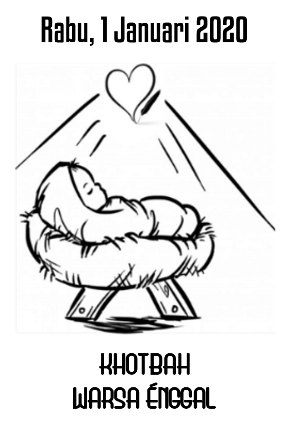 Rabu, 1 Januari 2020
KHOTBAH
WARSA ÉNGGAL